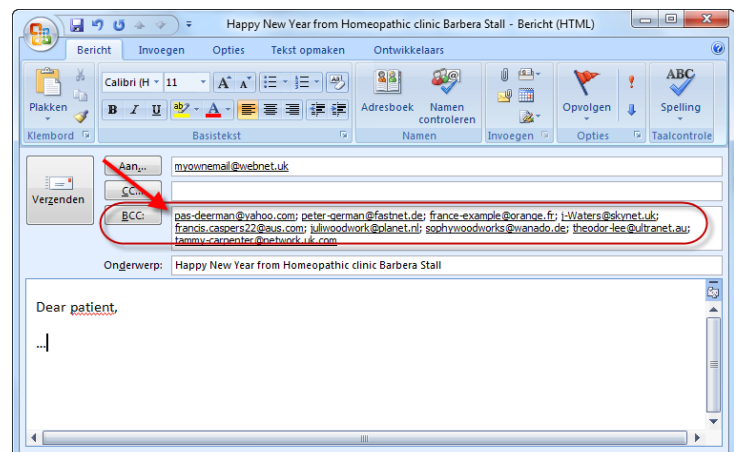 Happy New Year from Homeopathic clinic Barbera Stall - Bericht (HTML)
Bericht Invoegen Opties Tekst opmaken Ontwikkelaars
Plakken
Klembord
Calibri (H 11
B I U ab
Basistekst
Adresboek Namen controleren
Namen
Invoegen
Opvolgen
Opties
ABC
Spelling
Taalcontrole
Verzenden
Aan...
myownemail@webnet.uk
CC...
BCC:
pas-deerman@yahoo.com; peter-german@fastnet.de; france-example@orange.fr; j-Waters@skynet.uk;
francis.caspers22@aus.com; juliwoodwork@planet.nl; sophywoodworks@wanado.de; theodor-lee@ultranet.au;
tammy-carpenter@network.uk.com
Onderwerp: Happy New Year from Homeopathic clinic Barbera Stall
Dear patient,
...